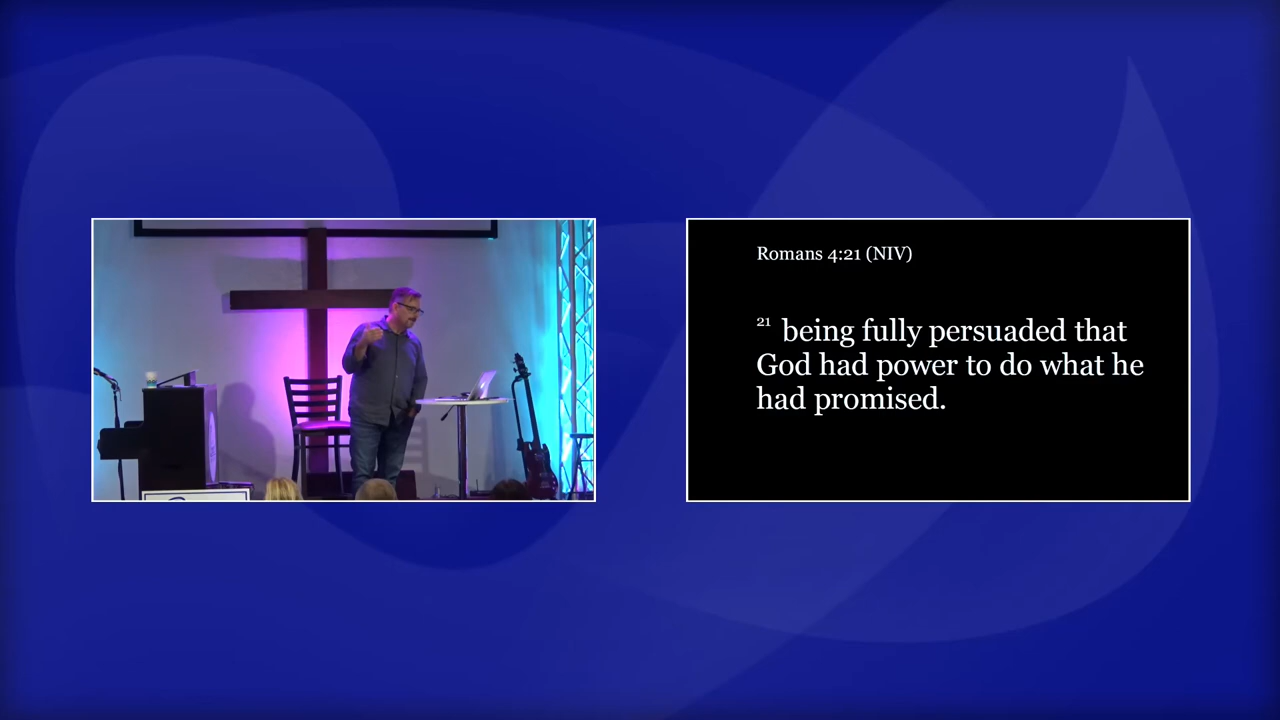 Romans 4:21 (NIV)
21 being fully persuaded that
God had power to do what he
had promised.